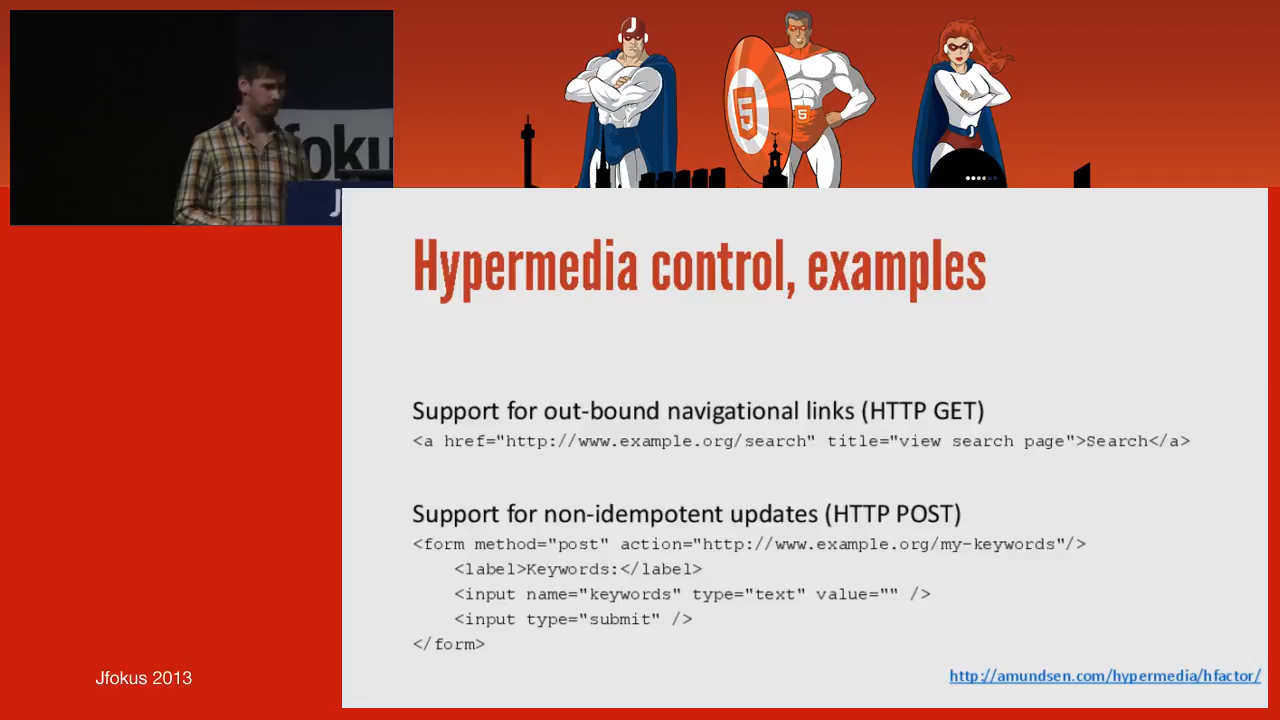 J
5
5
J
fokus
J
Hypermedia control, examples
Support for out-bound navigational links (HTTP GET)
<a href="http://www.example.org/search" title="view search page">Search</a>
Support for non-idempotent updates (HTTP POST)
<form method="post" action="http://www.example.org/my-keywords"/>
<label>Keywords:</label>
<input name="keywords" type="text" value="" />
<input type="submit" />
</form>
Jfokus 2013
http://amundsen.com/hypermedia/hfactor/